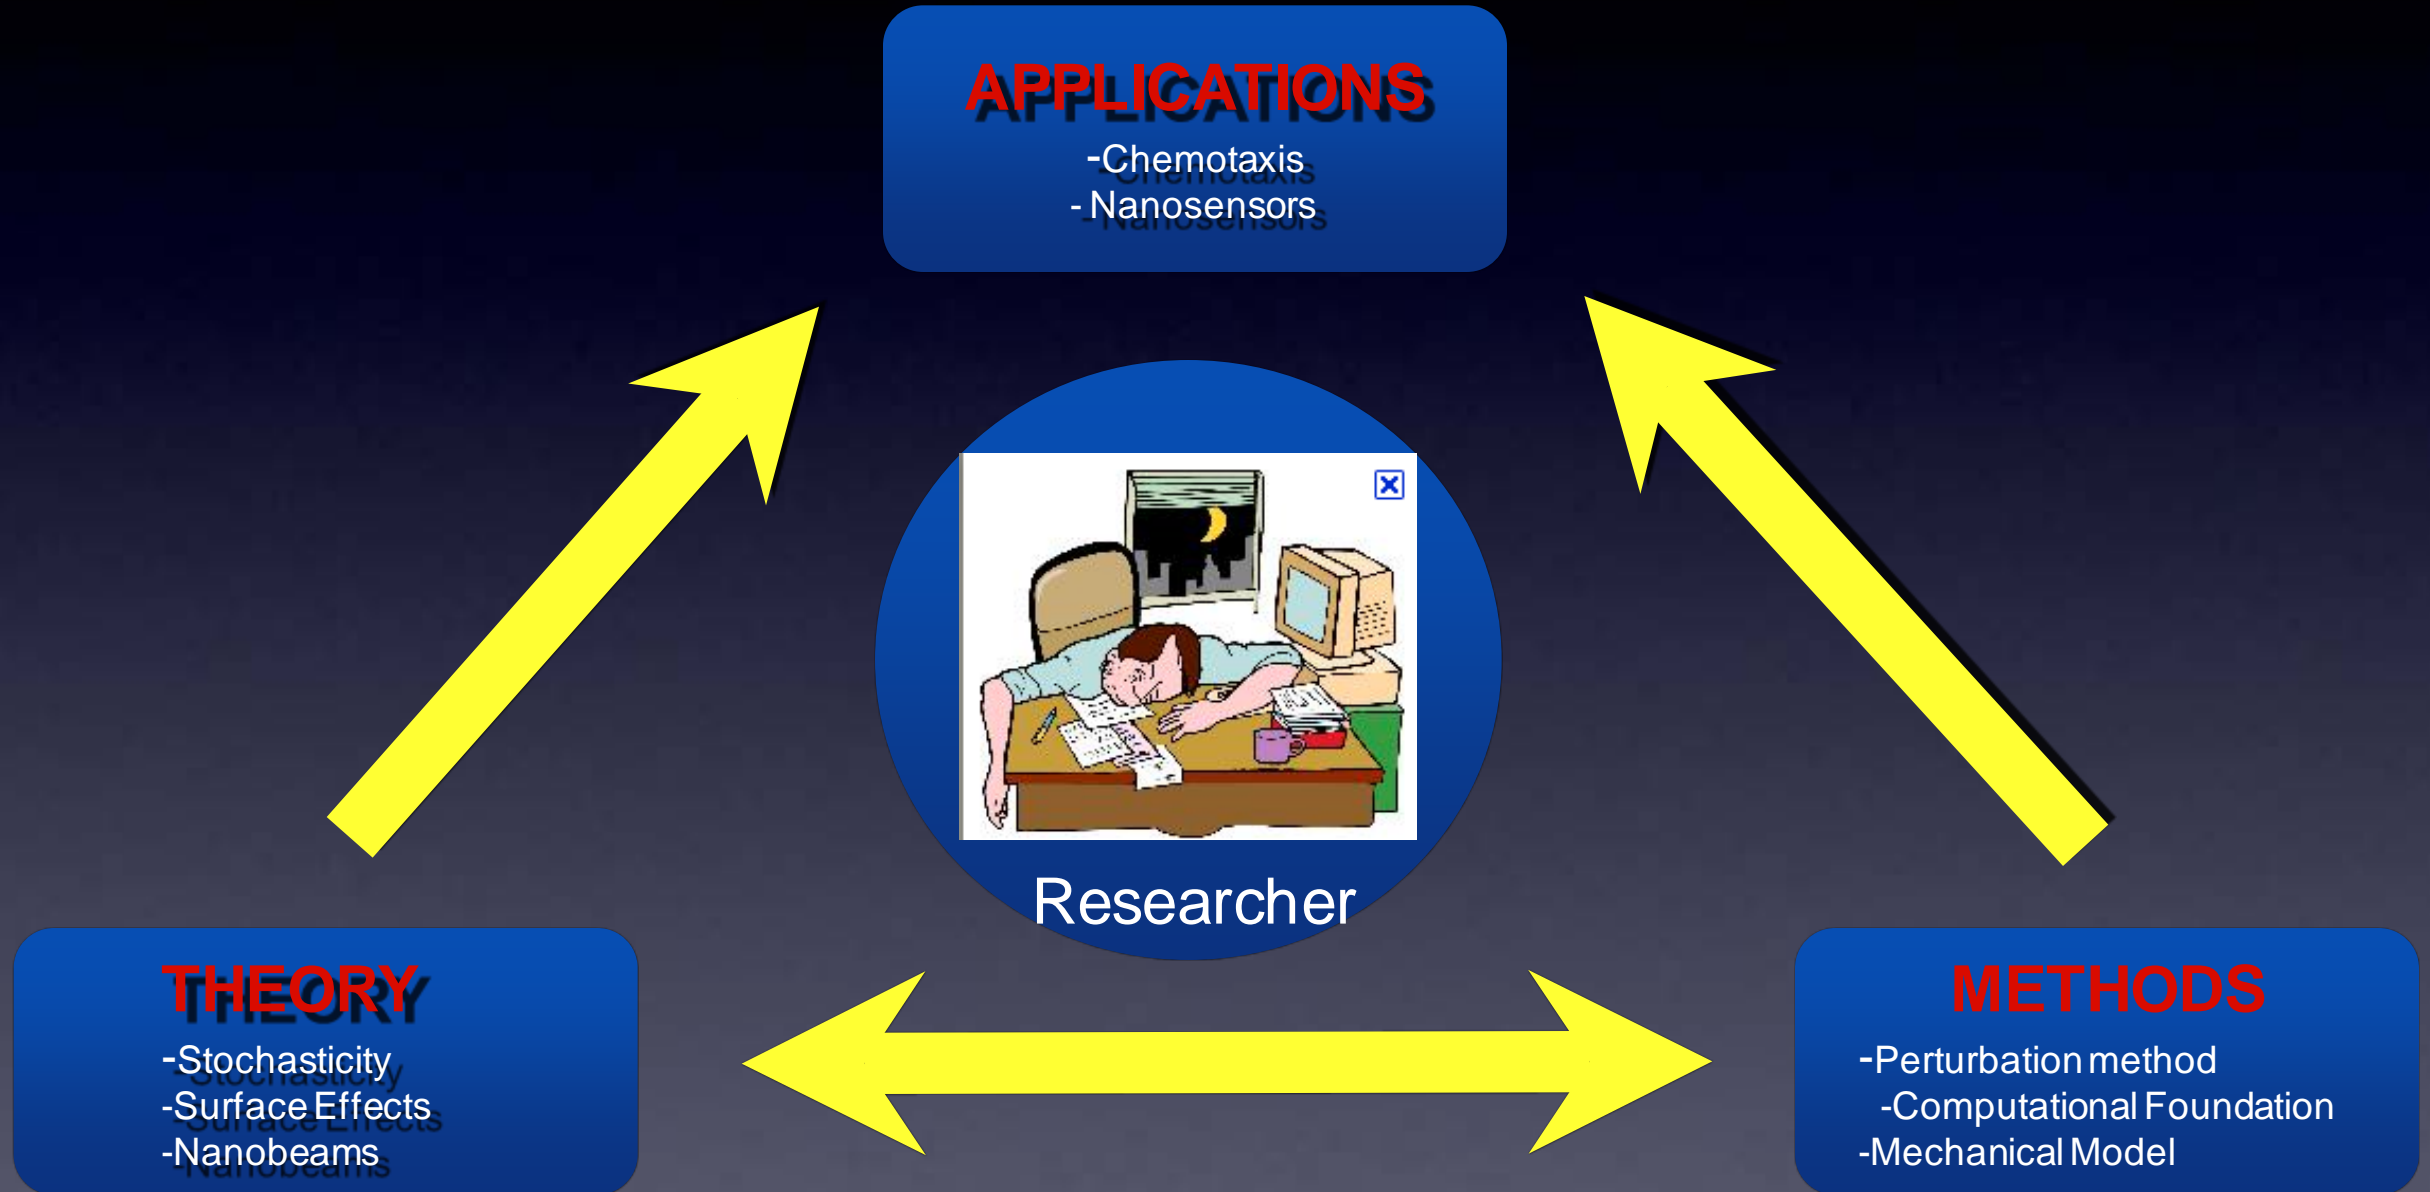 APPLICATIONS
-Chemotaxis
- Nanosensors
Researcher
THEORY
-Stochasticity
-Surface Effects
-Nanobeams
METHODS
-Perturbation method
-Computational Foundation
-Mechanical Model